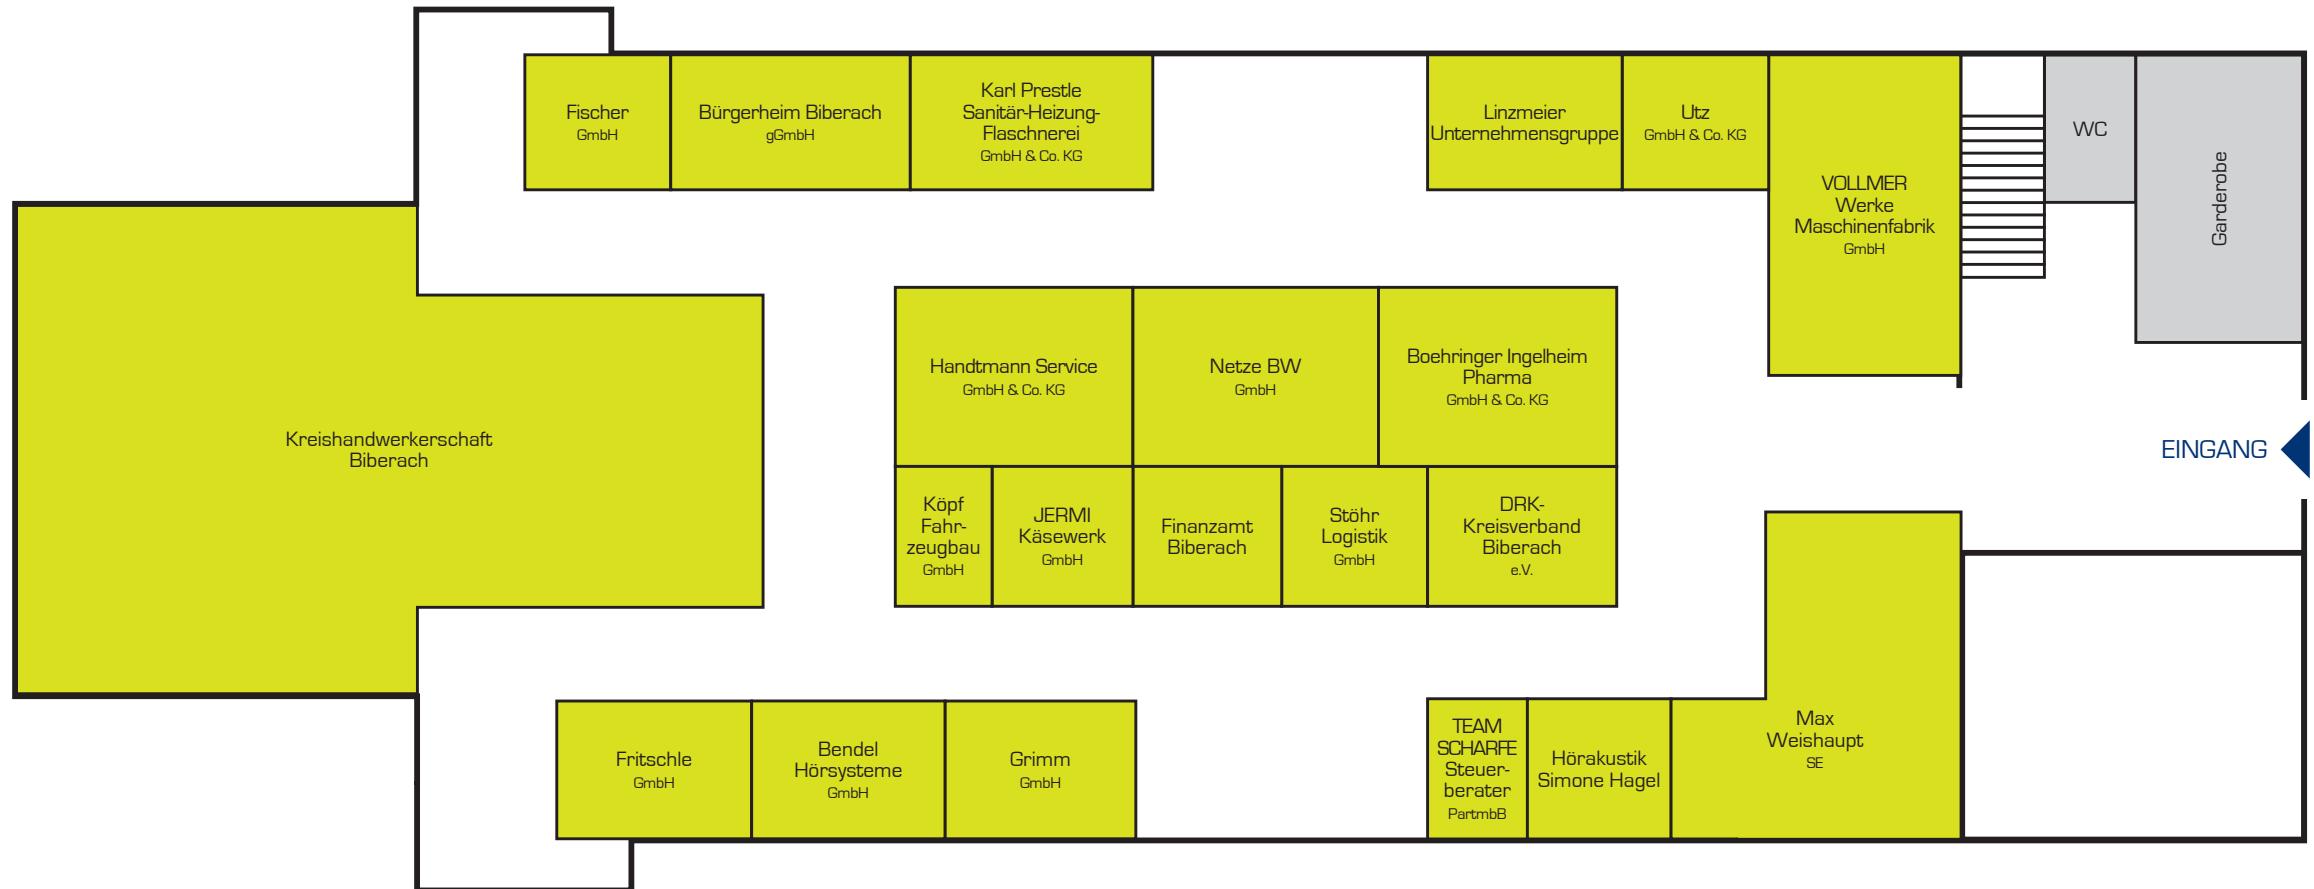 Fischer
GmbH
Bürgerheim Biberach
gGmbH
Karl Prestle
Sanitär-Heizung-
Flaschnerei
GmbH & Co. KG
Linzmeier
Unternehmensgruppe
Utz
GmbH & Co. KG
VOLLMER
Werke
Maschinenfabrik
GmbH
WC
Garderobe
Kreishandwerkerschaft
Biberach
Handtmann Service
GmbH & Co. KG
Netze BW
GmbH
Boehringer Ingelheim
Pharma
GmbH & Co. KG
EINGANG
Köpf
Fahr-
zeugbau
GmbH
JERMI
Käsewerk
GmbH
Finanzamt
Biberach
Stöhr
Logistik
GmbH
DRK-
Kreisverband
Biberach
e.V.
Fritschle
GmbH
Bendel
Hörsysteme
GmbH
Grimm
GmbH
TEAM
SCHARFE
Steuer-
berater
PartmbB
Hörakustik
Simone Hagel
Max
Weishaupt
SE